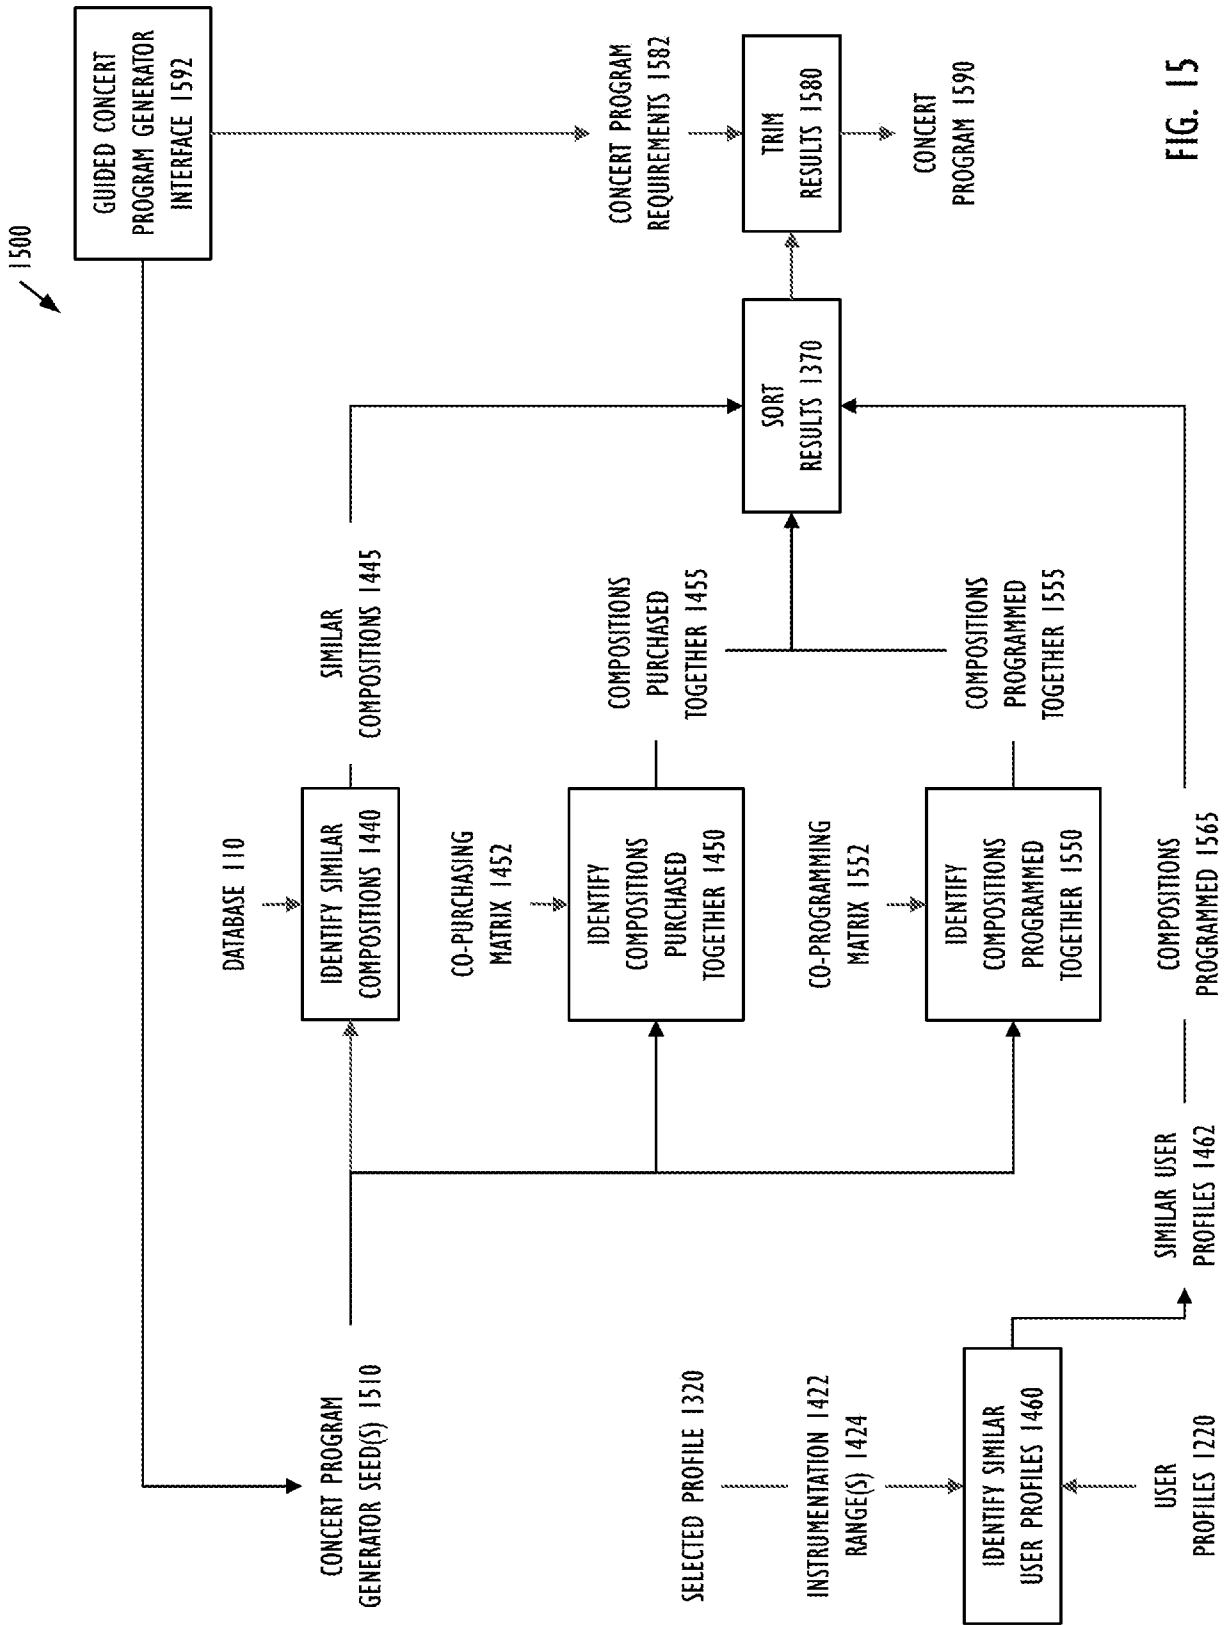 1500
GUIDED CONCERT
PROGRAM GENERATOR
INTERFACE 1592
CONCERT PROGRAM
GENERATOR SEED(S) 1510
DATABASE 110
IDENTIFY SIMILAR
COMPOSITIONS 1440
SIMILAR
COMPOSITIONS 1445
CO-PURCHASING
MATRIX 1452
IDENTIFY
COMPOSITIONS
PURCHASED
TOGETHER 1450
COMPOSITIONS
PURCHASED
TOGETHER 1455
CO-PROGRAMMING
MATRIX 1552
IDENTIFY
COMPOSITIONS
PROGRAMMED
TOGETHER 1550
COMPOSITIONS
PROGRAMMED
TOGETHER 1555
SELECTED PROFILE 1320
INSTRUMENTATION 1422
RANGE(S) 1424
IDENTIFY SIMILAR
USER PROFILES 1460
USER
PROFILES 1220
SIMILAR USER
PROFILES 1462
COMPOSITIONS
PROGRAMMED 1565
SORT
RESULTS 1370
CONCERT PROGRAM
REQUIREMENTS 1582
TRIM
RESULTS 1580
CONCERT
PROGRAM 1590
FIG. 15